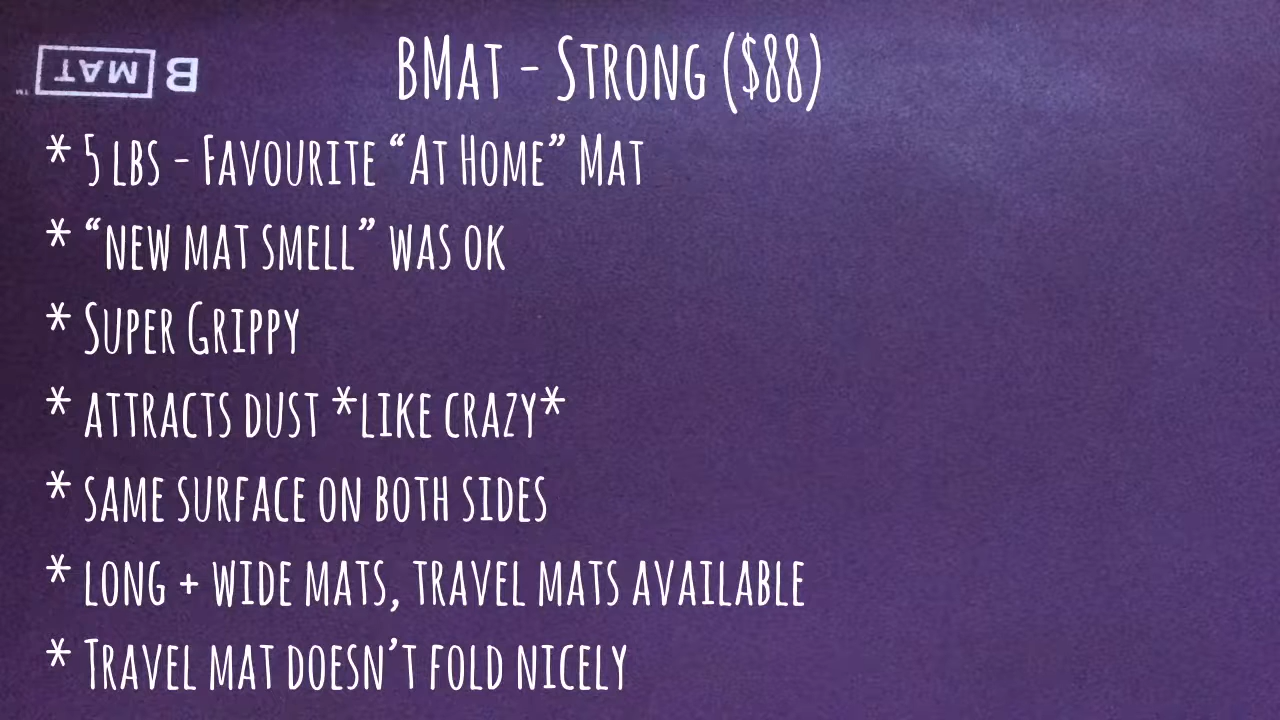 B MAT™
BMat - Strong ($88)
* 5 lbs - Favourite “At Home” Mat
* “new mat smell” was ok
* Super Grippy
* attracts dust *like crazy*
* same surface on both sides
* long + wide mats, travel mats available
* Travel mat doesn’t fold nicely